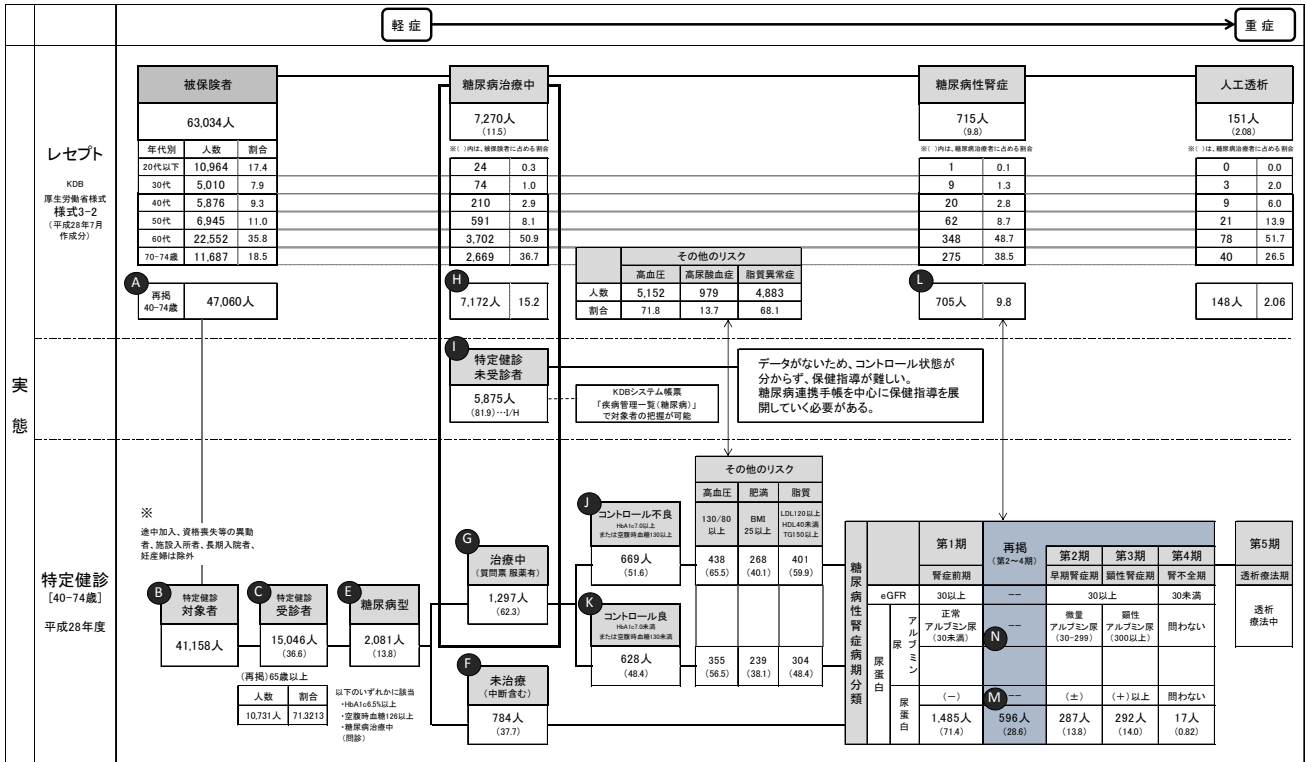 軽症
重症
実態
レセプト
KDB
厚生労働省様式
様式3-2
(平成28年7月
作成分)
被保険者
63,034人
年代別 人数 割合
20代以下 10,964 17.4
30代 5,010 7.9
40代 5,876 9.3
50代 6,945 11.0
60代 22,552 35.8
70-74歳 11,687 18.5
A
再掲
40-74歳
47,060人
糖尿病治療中
7,270人
(11.5)
※( )内は、被保険者に占める割合
24 0.3
74 1.0
210 2.9
591 8.1
3,702 50.9
2,669 36.7
H
7,172人 15.2
その他のリスク
高血圧 高尿酸血症 脂質異常症
人数 5,152 979 4,883
割合 71.8 13.7 68.1
糖尿病性腎症
715人
(9.8)
※( )内は、糖尿病治療者に占める割合
1 0.1
9 1.3
20 2.8
62 8.7
348 48.7
275 38.5
L
705人 9.8
人工透析
151人
(2.08)
※( )は、糖尿病治療者に占める割合
0 0.0
3 2.0
9 6.0
21 13.9
78 51.7
40 26.5
148人 2.06
I
特定健診
未受診者
5,875人
(81.9)…I/H
KDBシステム帳票
「疾病管理一覧(糖尿病)」
で対象者の把握が可能
データがないため、コントロール状態が
分からず、保健指導が難しい。
糖尿病連携手帳を中心に保健指導を展
開していく必要がある。
特定健診
[40-74歳]
平成28年度
※
途中加入、資格喪失等の異動
者、施設入所者、長期入院者、
妊産婦は除外
B
特定健診
対象者
41,158人
C
特定健診
受診者
15,046人
(36.6)
(再掲)65歳以上
人数 割合
10,731人 71.3213
E
糖尿病型
2,081人
(13.8)
以下のいずれかに該当
・HbA1c6.5%以上
・空腹時血糖126以上
・糖尿病治療中
(問診)
G
治療中
(質問票 服薬有)
1,297人
(62.3)
F
未治療
(中断含む)
784人
(37.7)
J
コントロール不良
HbA1c7.0以上
または空腹時血糖130以上
669人
(51.6)
K
コントロール良
HbA1c7.0未満
または空腹時血糖130未満
628人
(48.4)
その他のリスク
高血圧 肥満 脂質
130/80
以上
BMI
25以上
LDL120以上
HDL40未満
TG150以上
438 268 401
(65.5) (40.1) (59.9)
355 239 304
(56.5) (38.1) (48.4)
糖尿病性腎症病期分類
第1期
腎症前期
再掲
(第2～4期)
第2期 第3期 第4期
早期腎症期 顕性腎症期 腎不全期
第5期
透析療法期
eGFR 30以上 -- 30以上 30未満
尿蛋白
尿アルブミン
正常
アルブミン尿
(30未満)
N
--
微量
アルブミン尿
(30-299)
顕性
アルブミン尿
(300以上)
問わない
透析
療法中
尿蛋白
M
(－) -- (±) (+)以上 問わない
1,485人 596人 287人 292人 17人
(71.4) (28.6) (13.8) (14.0) (0.82)